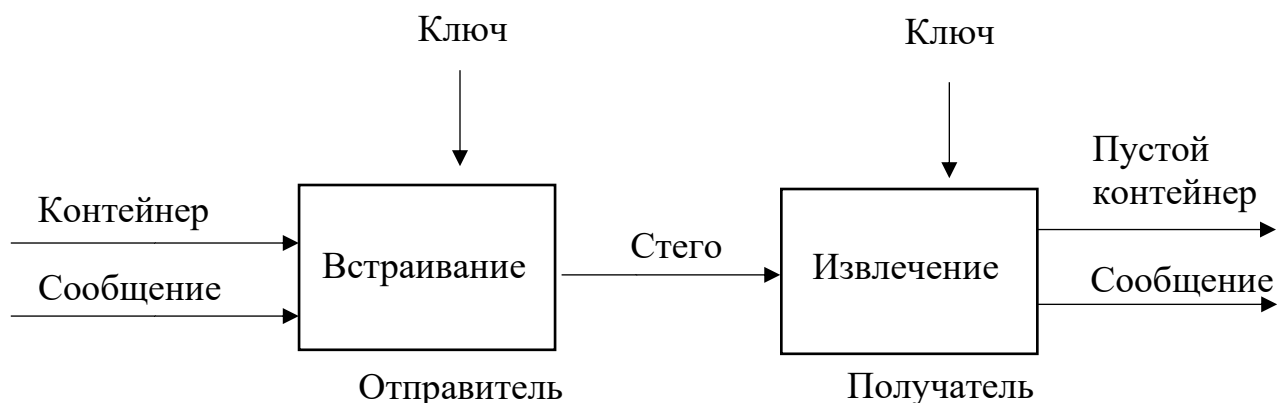 Ключ
Ключ
Контейнер
Сообщение
Встраивание
Стего
Извлечение
Пустой
контейнер
Сообщение
Отправитель
Получатель